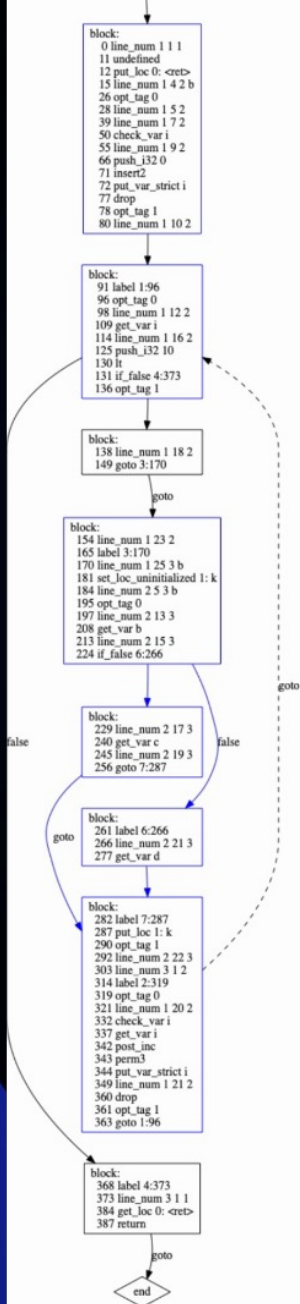 block:
0 line_num 1 1 1
11 undefined
12 put_loc 0: <ret>
15 line_num 1 4 2 b
26 opt_tag 0
28 line_num 1 5 2
39 line_num 1 7 2
50 check_var i
55 line_num 1 9 2
66 push_i32 0
71 insert2
72 put_var_strict i
77 drop
78 opt_tag 1
80 line_num 1 10 2
block:
91 label 1:96
96 opt_tag 0
98 line_num 1 12 2
109 get_var i
114 line_num 1 16 2
125 push_i32 10
130 lt
131 if_false 4:373
136 opt_tag 1
block:
138 line_num 1 18 2
149 goto 3:170
goto
block:
154 line_num 1 23 2
165 label 3:170
170 line_num 1 25 3 b
181 set_loc_uninitialized 1: k
184 line_num 2 5 3 b
195 opt_tag 0
197 line_num 2 13 3
208 get_var b
213 line_num 2 15 3
224 if_false 6:266
goto
block:
229 line_num 2 17 3
240 get_var c
245 line_num 2 19 3
256 goto 7:287
false
false
block:
261 label 6:266
266 line_num 2 21 3
277 get_var d
goto
block:
282 label 7:287
287 put_loc 1: k
290 opt_tag 1
292 line_num 2 22 3
303 line_num 3 1 2
314 label 2:319
319 opt_tag 0
321 line_num 1 20 2
332 check_var i
337 get_var i
342 post_inc
343 perm3
344 put_var_strict i
349 line_num 1 21 2
360 drop
361 opt_tag 1
363 goto 1:96
block:
368 label 4:373
373 line_num 3 1 1
384 get_loc 0: <ret>
387 return
goto
end